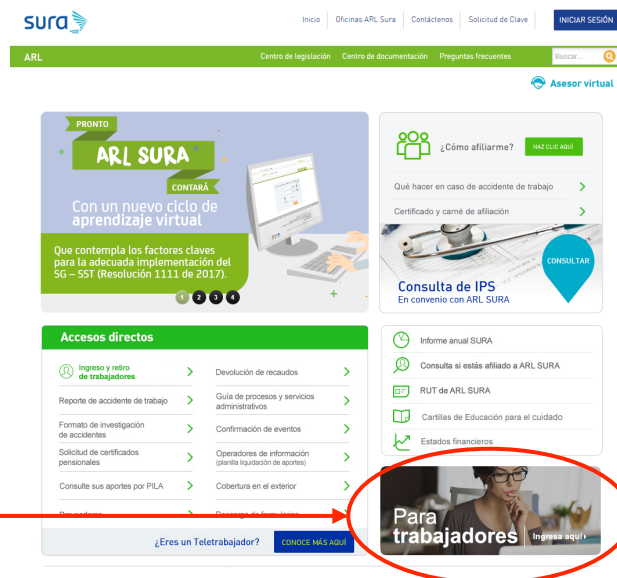 sura
Inicio
Oficinas ARL Sura
Contáctenos
Solicitud de Clave
INICIAR SESIÓN
ARL
Centro de legislación
Centro de documentación
Preguntas frecuentes
Buscar...
Asesor virtual
PRONTO
ARL SURA
CONTARÁ
Con un nuevo ciclo de
aprendizaje virtual
Que contempla los factores claves
para la adecuada implementación del
SG – SST (Resolución 1111
de 2017).
1 2 3 4
¿Cómo afiliarme?
HAZ CLIC AQUÍ
Qué hacer en caso de accidente de trabajo
Certificado y carné de afiliación
Consulta de IPS
En convenio con ARL SURA
CONSULTAR
Accesos directos
Ingreso y retiro
de trabajadores
Reporte de accidente de trabajo
Formato de investigación
de accidentes
Solicitud de certificados
pensionales
Consulte sus aportes por PILA
Devolución de recaudos
Guía de procesos y servicios
administrativos
Confirmación de eventos
Operadores de información
(planilla liquidación de aportes)
Cobertura en el exterior
¿Eres un Teletrabajador?
CONOCE MÁS AQUÍ
Informe anual SURA
Consulta si estás afiliado a ARL SURA
RUT de ARL SURA
Cartillas de Educación para el cuidado
Estados financieros
Para
trabajadores
Ingresa aquí